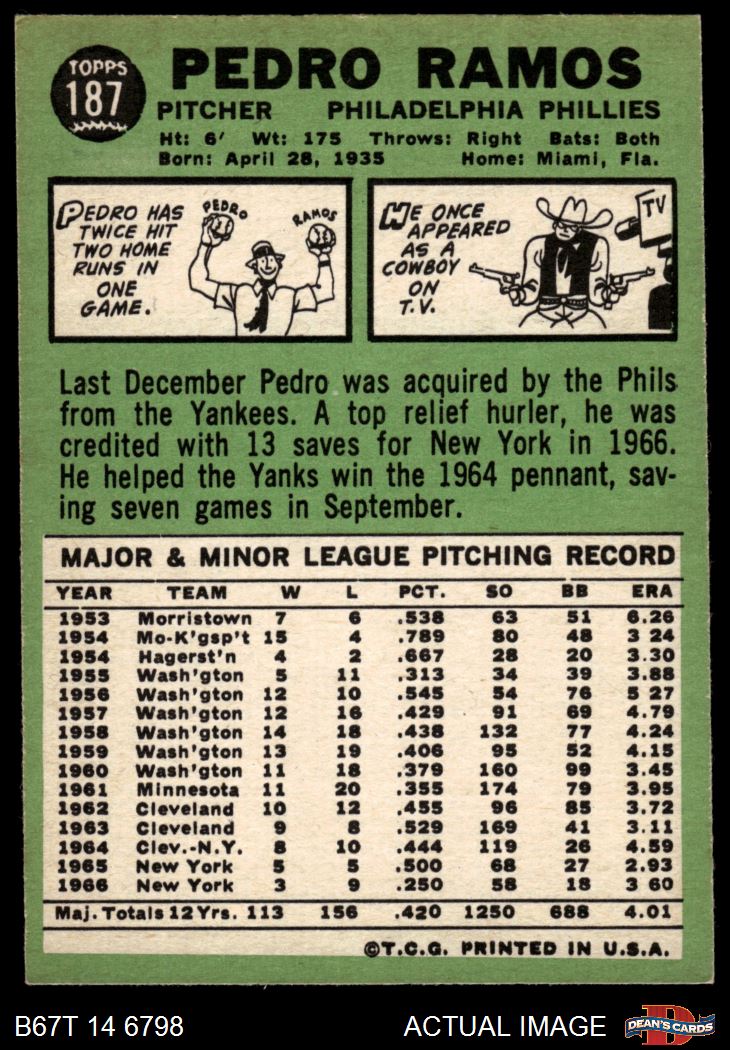 TOPPS
187
PEDRO RAMOS
PITCHER PHILADELPHIA PHILLIES
Ht: 6' Wt: 175 Throws: Right Bats: Both
Born: April 28, 1935 Home: Miami, Fla.
PEDRO HAS
TWICE HIT
TWO HOME
RUNS IN
ONE
GAME.
PEDRO
RAMOS
HE ONCE
APPEARED
AS A
COWBOY
ON
T.V.
TV
Last December Pedro was acquired by the Phils
from the Yankees. A top relief hurler, he was
credited with 13 saves for New York in 1966.
He helped the Yanks win the 1964 pennant, sav-
ing seven games in September.
MAJOR & MINOR LEAGUE PITCHING RECORD
YEAR TEAM W L PCT. SO BB ERA
1953 Morristown 7 6 .538 63 51 6.26
1954 Mo-K'gsp't 15 4 .789 80 48 3 24
1954 Hagerst'n 4 2 .667 28 20 3.30
1955 Wash'gton 5 11 .313 34 39 3.88
1956 Wash'gton 12 10 .545 54 76 5 27
1957 Wash'gton 12 16 .429 91 69 4.79
1958 Wash'gton 14 18 .438 132 77 4.24
1959 Wash'gton 13 19 .406 95 52 4.15
1960 Wash'gton 11 18 .379 160 99 3.45
1961 Minnesota 11 20 .355 174 79 3.95
1962 Cleveland 10 12 .455 96 85 3.72
1963 Cleveland 9 8 .529 169 41 3.11
1964 Clev.-N.Y. 8 10 .444 119 26 4.59
1965 New York 5 5 .500 68 27 2.93
1966 New York 3 9 .250 58 18 3 60
Maj. Totals 12 Yrs. 113 156 .420 1250 688 4.01
©T.C.G. PRINTED IN U.S.A.
B67T 14 6798 ACTUAL IMAGE
D
DEAN'S CARDS